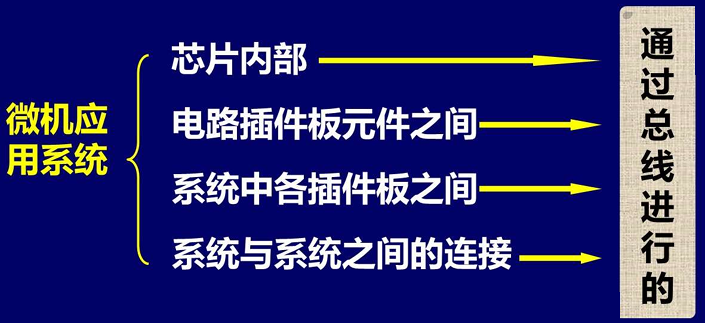 微机应
用系统
芯片内部
电路插件板元件之间
系统中各插件板之间
系统与系统之间的连接
通过总线进行的